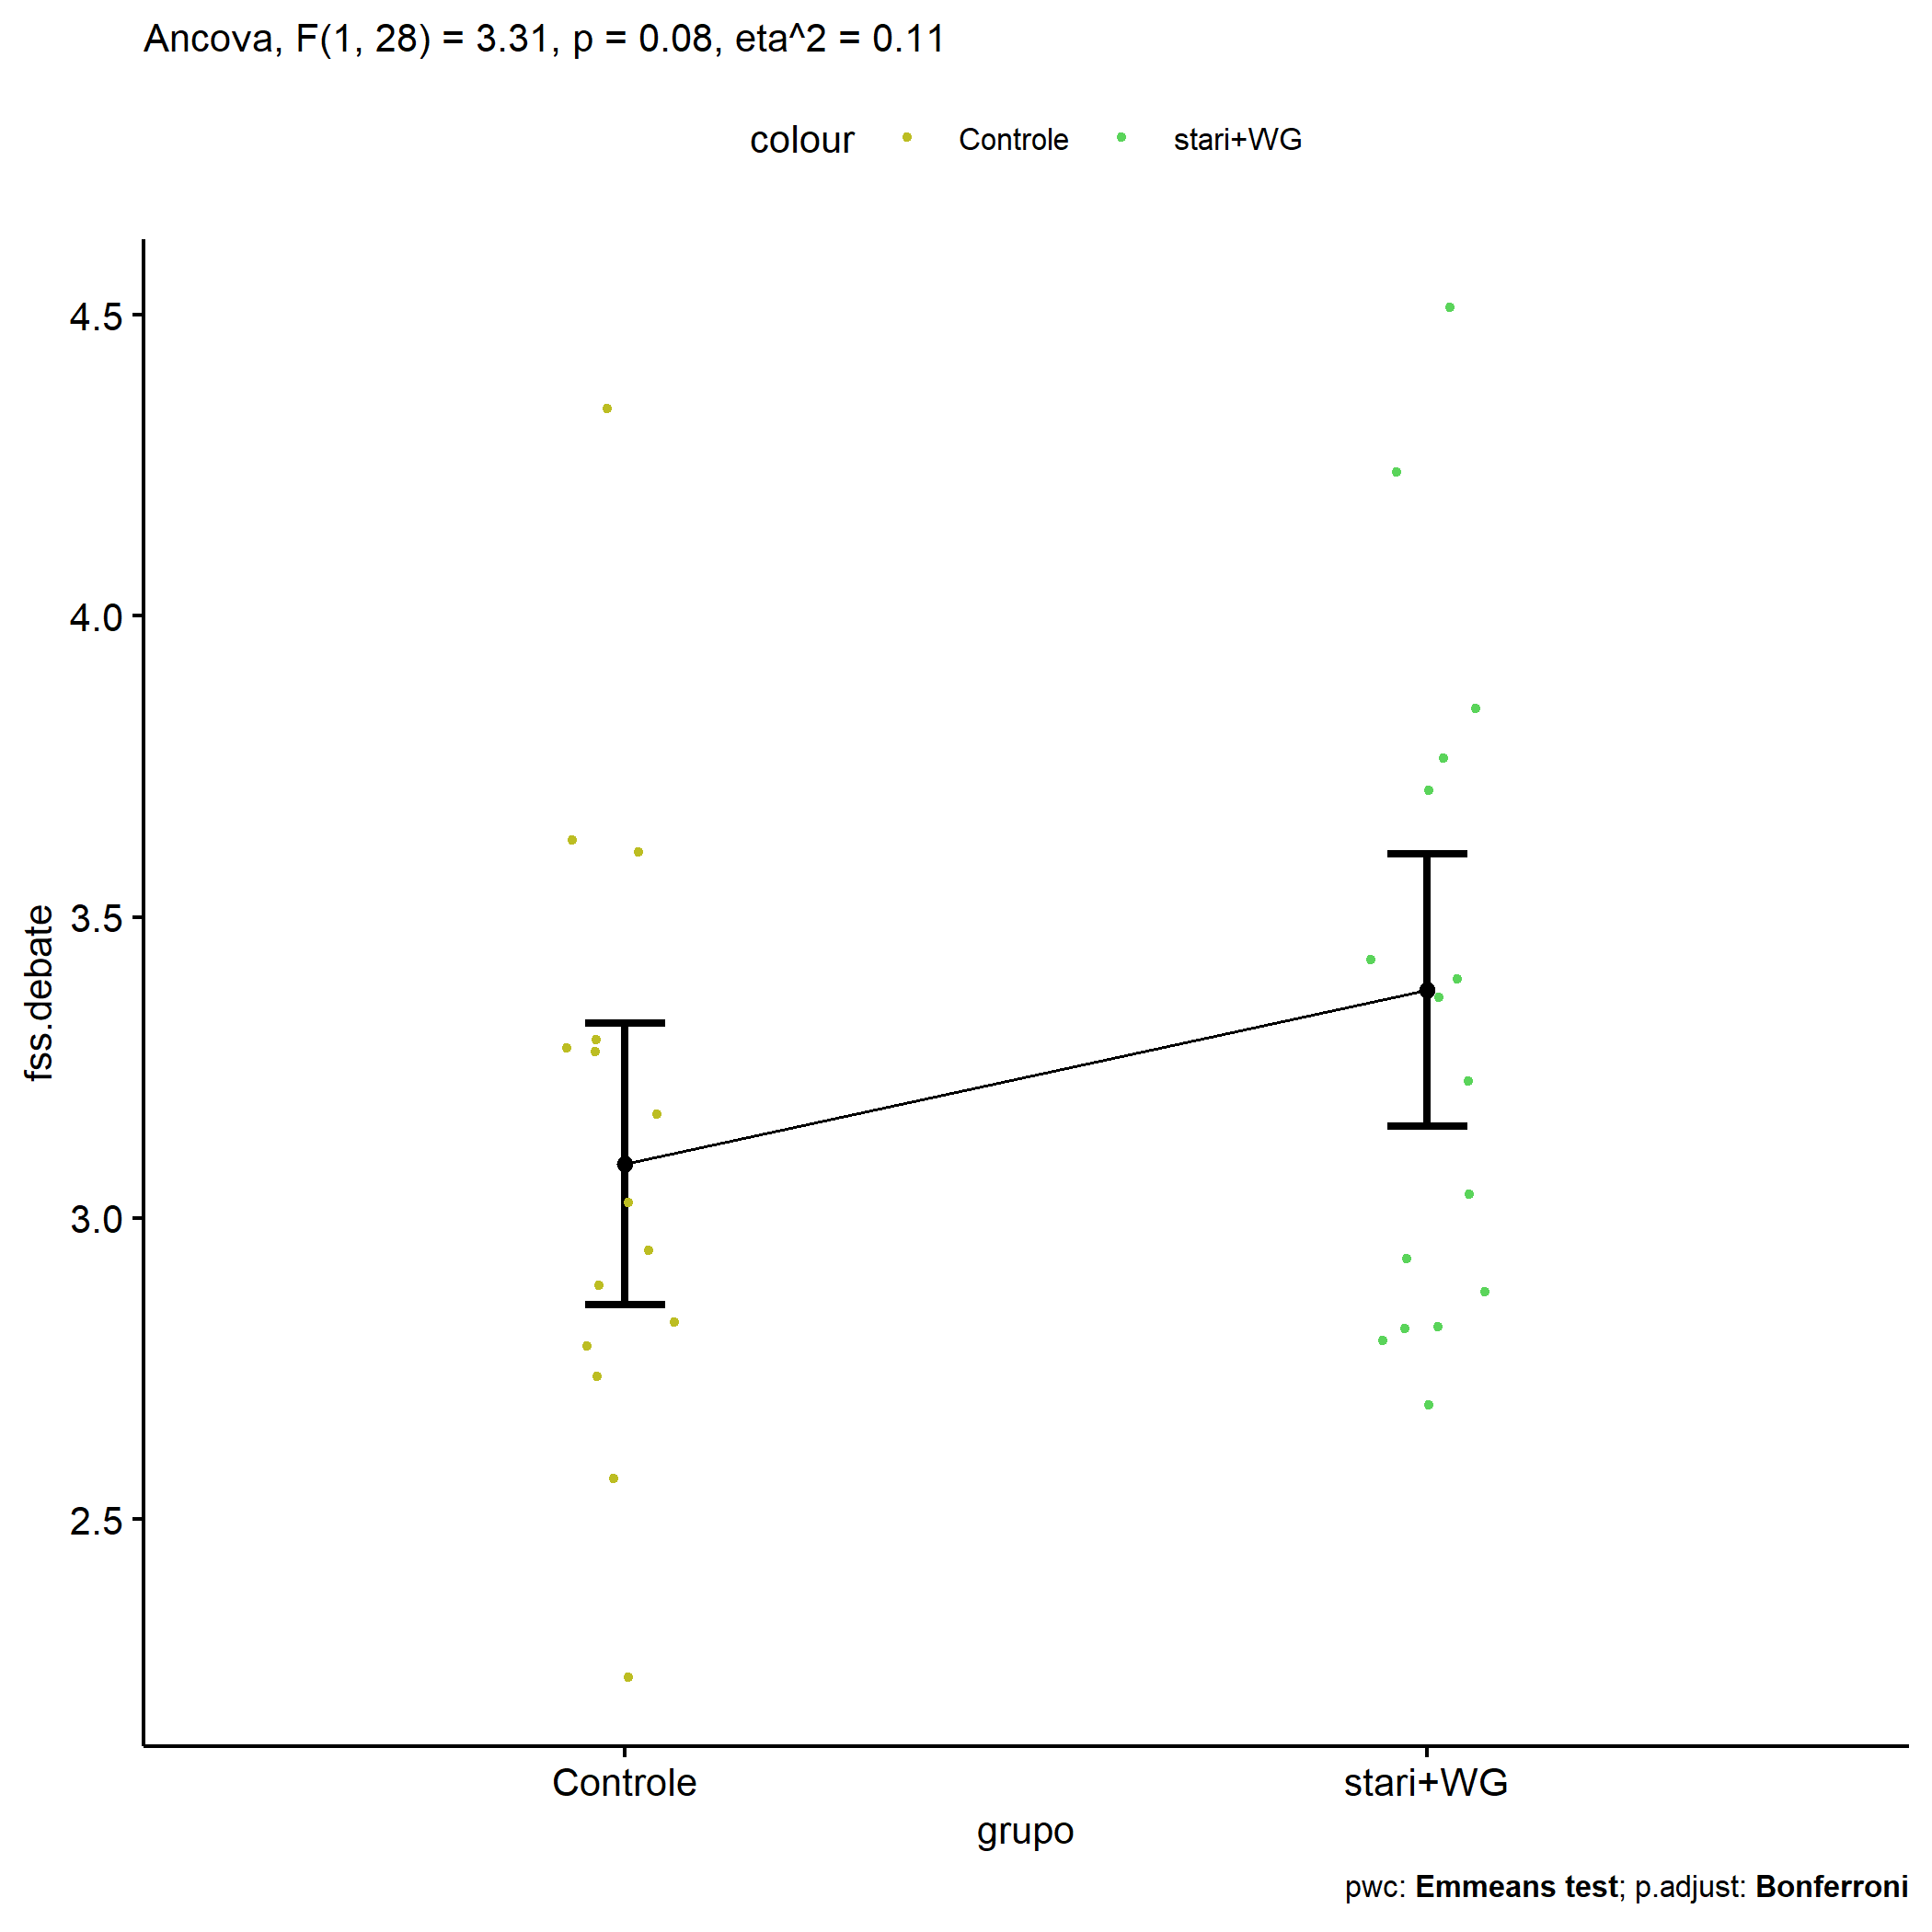 Ancova, F(1, 28) = 3.31, p = 0.08, eta^2 = 0.11
colour Controle stari+WG
4.5
4.0
3.5
3.0
2.5
fss.debate
Controle stari+WG
grupo
pwc: Emmeans test; p.adjust: Bonferroni